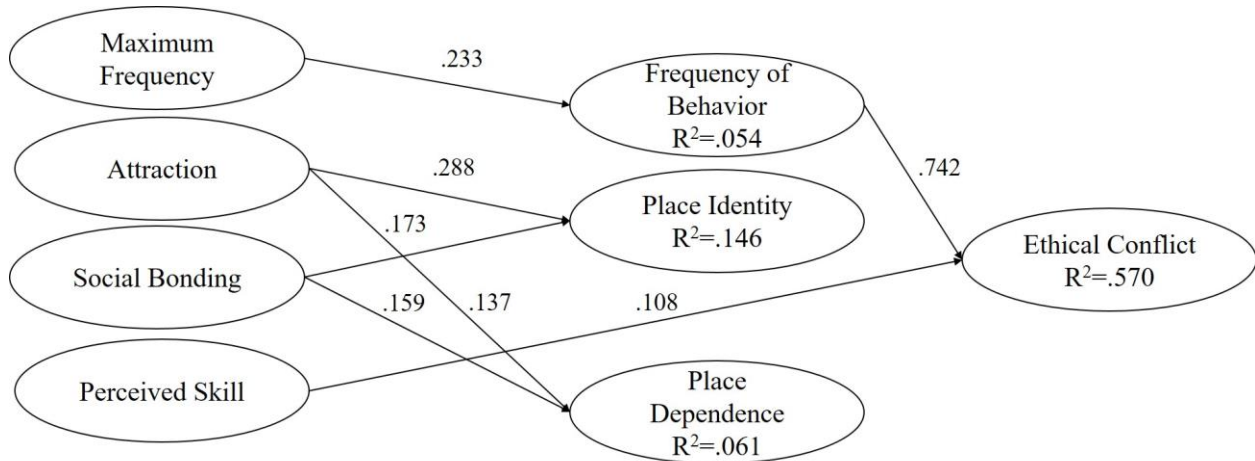 Maximum
Frequency
.233
Frequency of
Behavior
R²=.054
.742
Attraction
.288
Place Identity
R²=.146
.173
Social Bonding
.159
.137
.108
Ethical Conflict
R²=.570
Perceived Skill
Place
Dependence
R²=.061